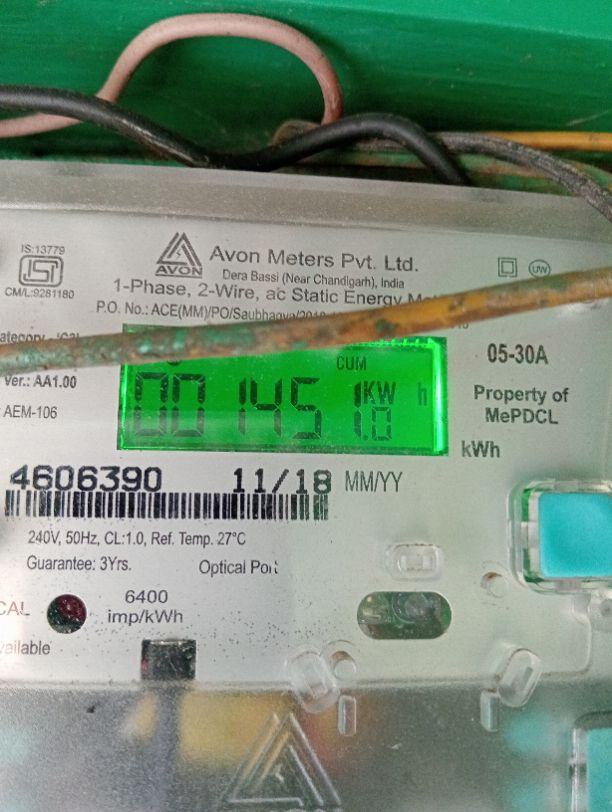 IS:13779
ISI
CM/L:9281180
AVON
Avon Meters Pvt. Ltd.
Dera Bassi (Near Chandigarh), India
1-Phase, 2-Wire, ac Static Energy
P.O. No.: ACE(MM)/PO/Saubhagya/
UW
CUM
001451.0
KW h
05-30A
Ver.: AA1.00
AEM-106
Property of
MePDCL
kWh
4606390 11/18 MM/YY
240V, 50Hz, CL:1.0, Ref. Temp. 27°C
Guarantee: 3Yrs. Optical Port
CAL
6400
imp/kWh